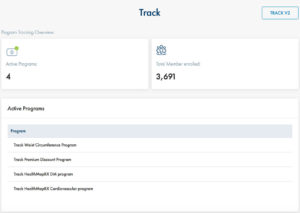 Track
TRACK V2
Program Tracking Overview
Active Programs
4
Total Member enrolled
3,691
Active Programs
Program
Track Waist Circumference Program
Track Premium Discount Program
Track HealthMapRX DM program
Track HealthMapRX Cardiovascular program